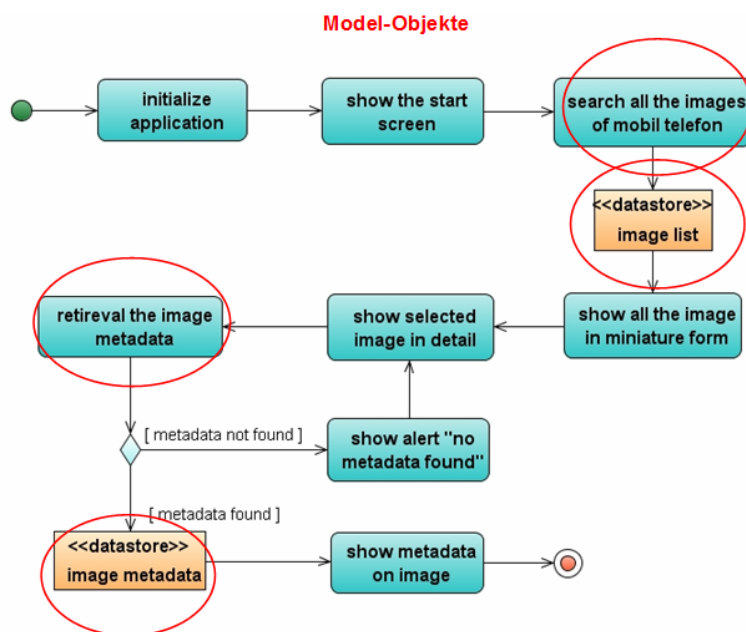 Model-Objekte
initialize
application
show the start
screen
search all the images
of mobil telefon
<<datastore>>
image list
show all the image
in miniature form
show selected
image in detail
retireval the image
metadata
[ metadata not found ]
show alert "no
metadata found"
[ metadata found ]
<<datastore>>
image metadata
show metadata
on image